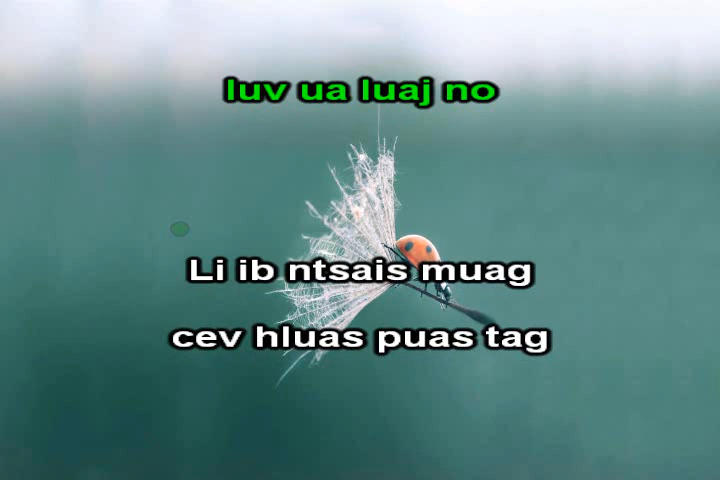 luv ua luaj no
Li ib ntsais muag
cev hluas puas tag